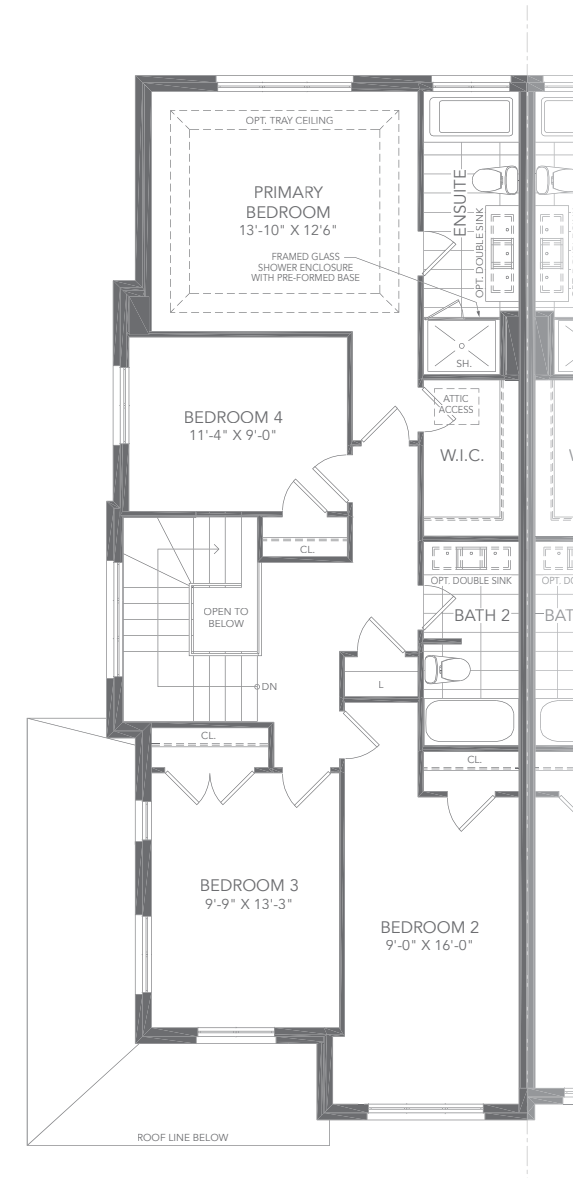 OPT. TRAY CEILING
PRIMARY
BEDROOM
13'-10" X 12'6"
FRAMED GLASS
SHOWER ENCLOSURE
WITH PRE-FORMED BASE
ENSUITE
OPT. DOUBLE SINK
SH.
ATTIC
ACCESS
W.I.C.
W
BEDROOM 4
11'-4" X 9'-0"
CL.
OPEN TO
BELOW
DN
OPT. DOUBLE SINK
OPT. DO
BATH 2
BAT
L
CL.
CL.
BEDROOM 3
9'-9" X 13'-3"
BEDROOM 2
9'-0" X 16'-0"
ROOF LINE BELOW